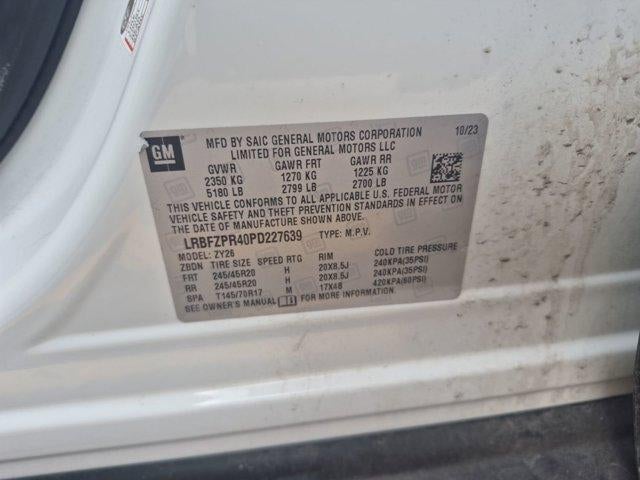 GM
MFD BY SAIC GENERAL MOTORS CORPORATION 10/23
LIMITED FOR GENERAL MOTORS LLC
GVWR GAWR FRT GAWR RR
2350 KG 1270 KG 1225 KG
5180 LB 2799 LB 2700 LB
THIS VEHICLE CONFORMS TO ALL APPLICABLE U.S. FEDERAL MOTOR
VEHICLE SAFETY AND THEFT PREVENTION STANDARDS IN EFFECT
ON THE DATE OF MANUFACTURE SHOWN ABOVE.
LRBFZPR40PD227639 TYPE: M.P.V.
MODEL: ZY26
ZBDN TIRE SIZE SPEED RTG RIM COLD TIRE PRESSURE
FRT 245/45R20 H 20X8.5J 240KPA(35PSI)
RR 245/45R20 H 20X8.5J 240KPA(35PSI)
SPA T145/70R17 M 17X4B 420KPA(60PSI)
SEE OWNER'S MANUAL FOR MORE INFORMATION.